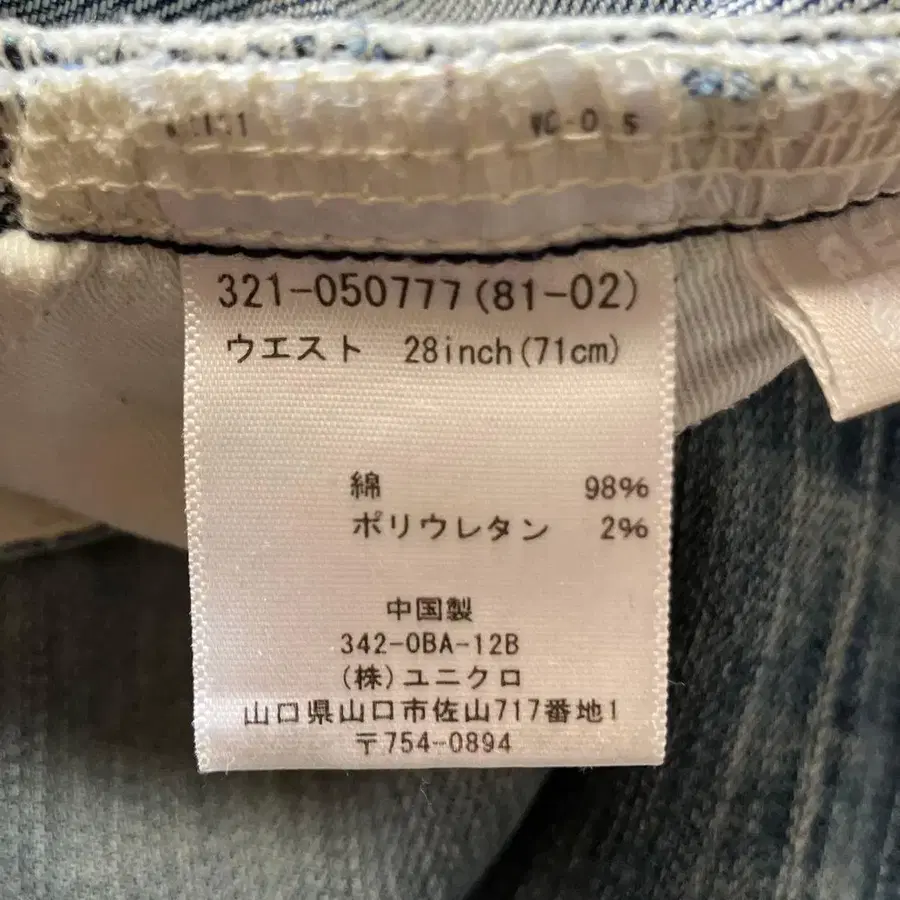 321-050777(81-02)
ウエスト 28inch(71cm)
綿 98%
ポリウレタン 2%
中国製
342-0BA-12B
(株)ユニクロ
山口県山口市佐山717番地1
〒754-0894